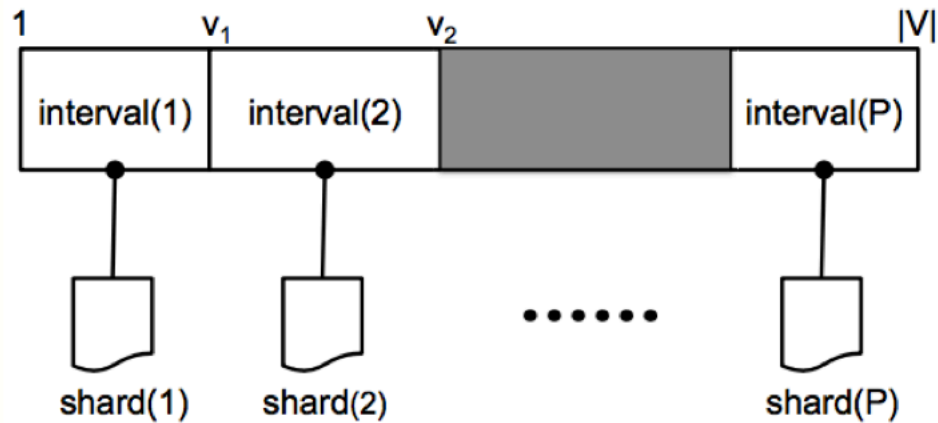 1 v₁ v₂ |V|
interval(1) interval(2) interval(P)
shard(1) shard(2) shard(P)